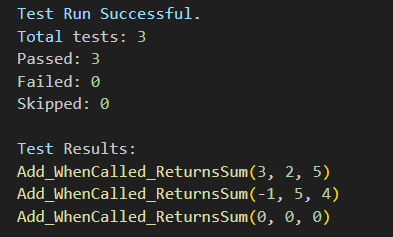 Test Run Successful.
Total tests: 3
Passed: 3
Failed: 0
Skipped: 0
Test Results:
Add_WhenCalled_ReturnsSum(3, 2, 5)
Add_WhenCalled_ReturnsSum(-1, 5, 4)
Add_WhenCalled_ReturnsSum(0, 0, 0)